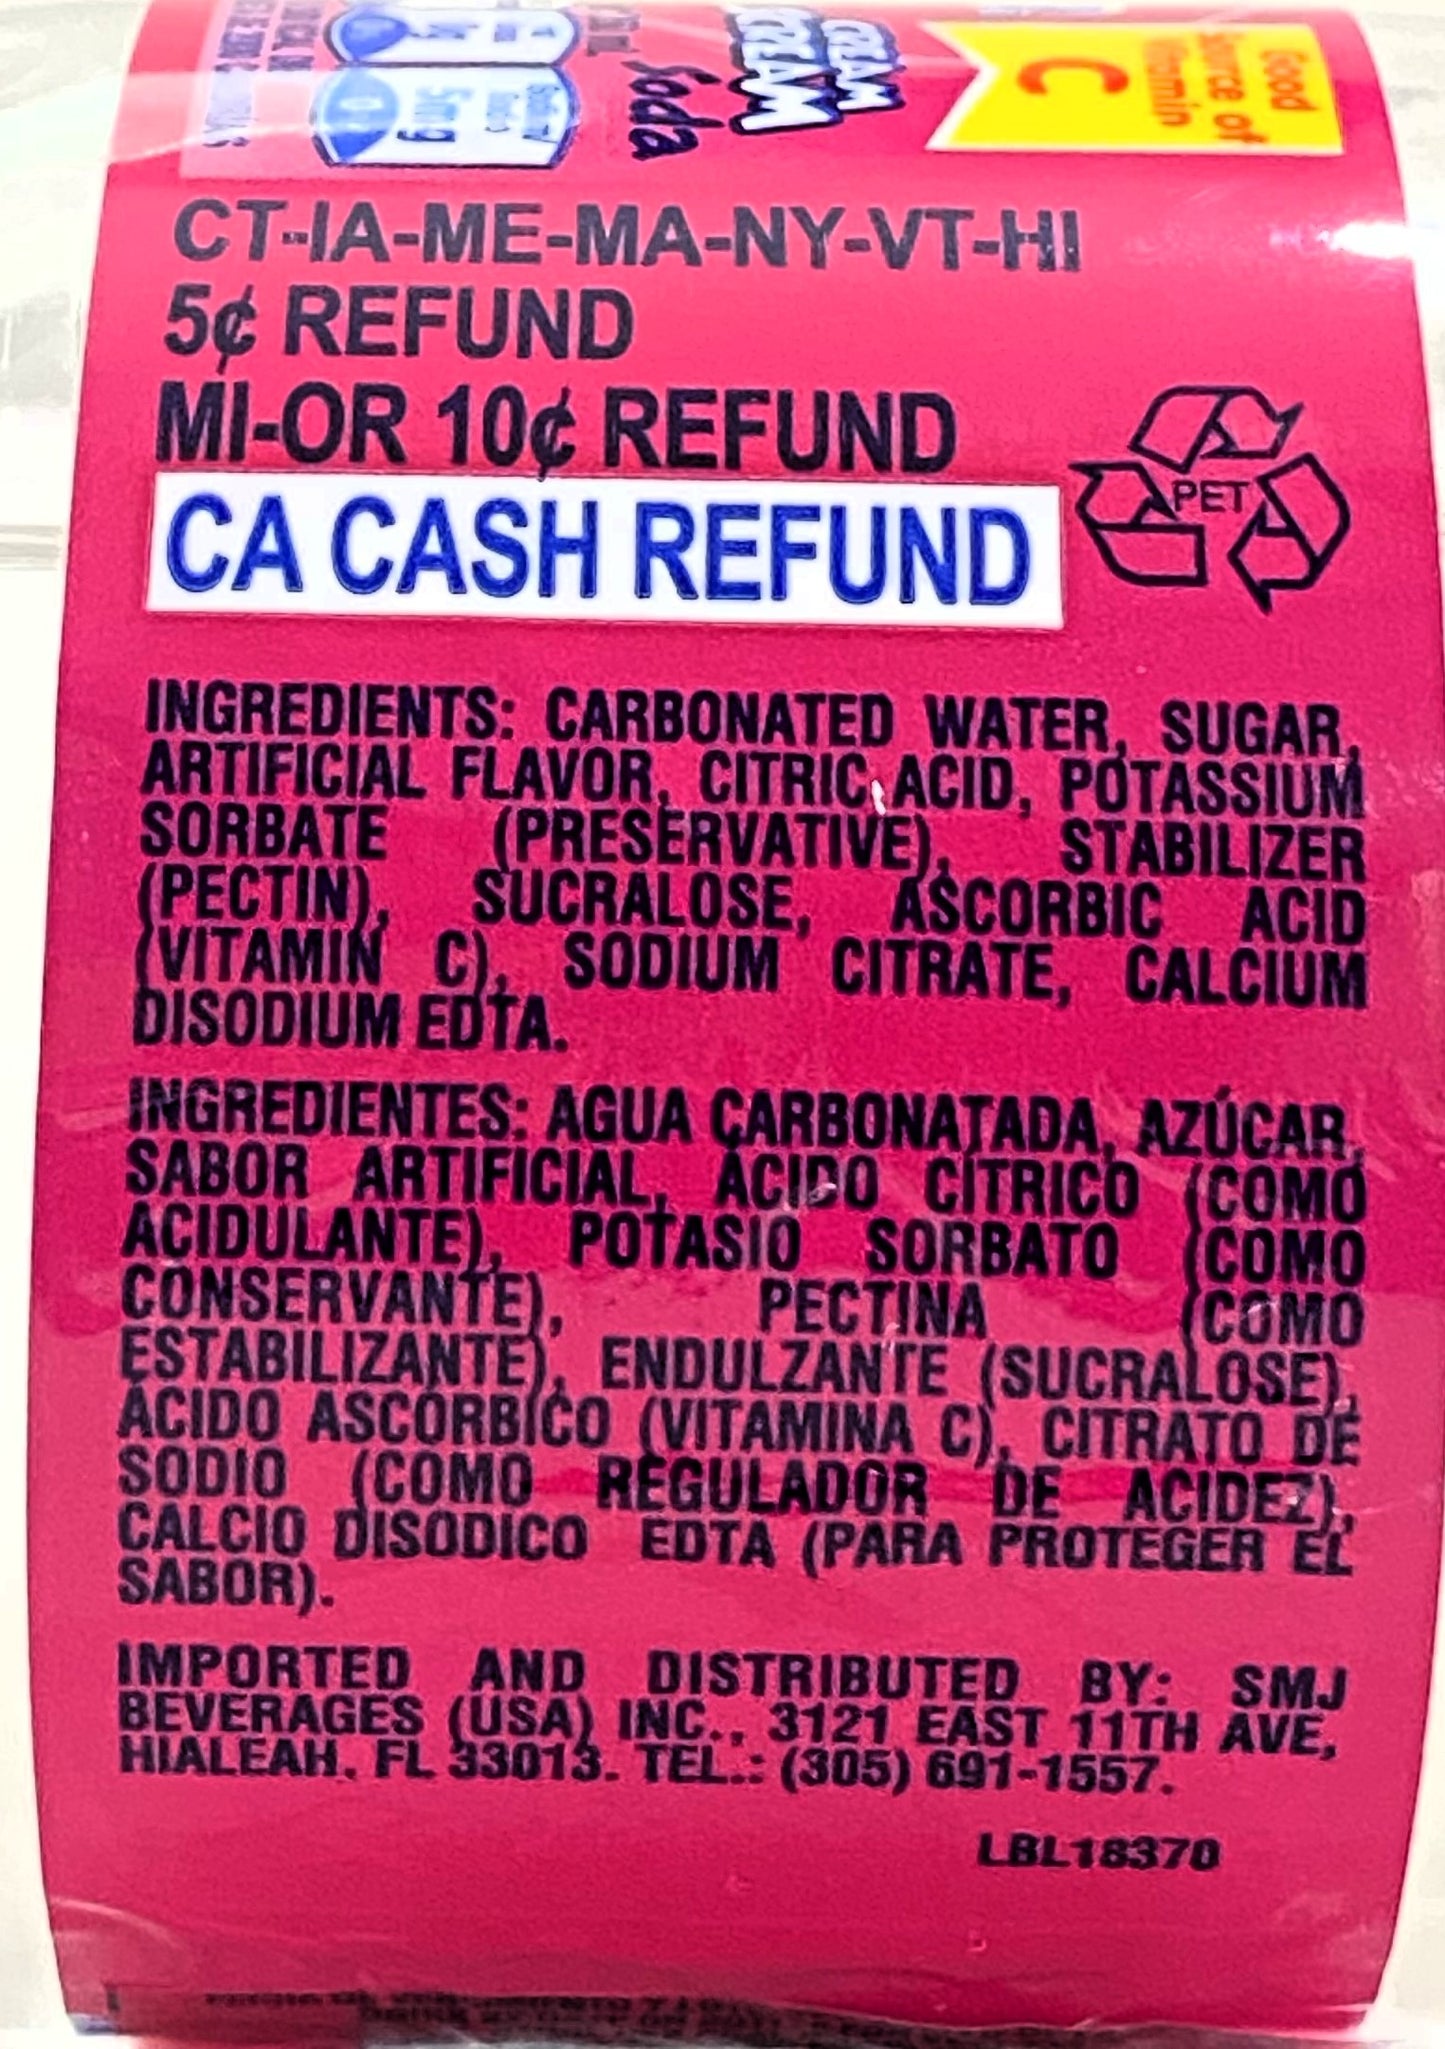 Good
Source of
Vitamin
C
CREAM
Soda
5mg
CT-IA-ME-MA-NY-VT-HI
5¢ REFUND
MI-OR 10¢ REFUND
CA CASH REFUND
PET
INGREDIENTS: CARBONATED WATER, SUGAR,
ARTIFICIAL FLAVOR, CITRIC ACID, POTASSIUM
SORBATE (PRESERVATIVE), STABILIZER
(PECTIN), SUCRALOSE, ASCORBIC ACID
(VITAMIN C), SODIUM CITRATE, CALCIUM
DISODIUM EDTA.
INGREDIENTES: AGUA CARBONATADA, AZÚCAR,
SABOR ARTIFICIAL, ÁCIDO CÍTRICO (COMO
ACIDULANTE), POTASIO SORBATO (COMO
CONSERVANTE), PECTINA (COMO
ESTABILIZANTE), ENDULZANTE (SUCRALOSE),
ÁCIDO ASCÓRBICO (VITAMINA C), CITRATO DE
SODIO (COMO REGULADOR DE ACIDEZ),
CALCIO DISODICO EDTA (PARA PROTEGER EL
SABOR).
IMPORTED AND DISTRIBUTED BY: SMJ
BEVERAGES (USA) INC., 3121 EAST 11TH AVE,
HIALEAH, FL 33013. TEL.: (305) 691-1557.
LBL18370